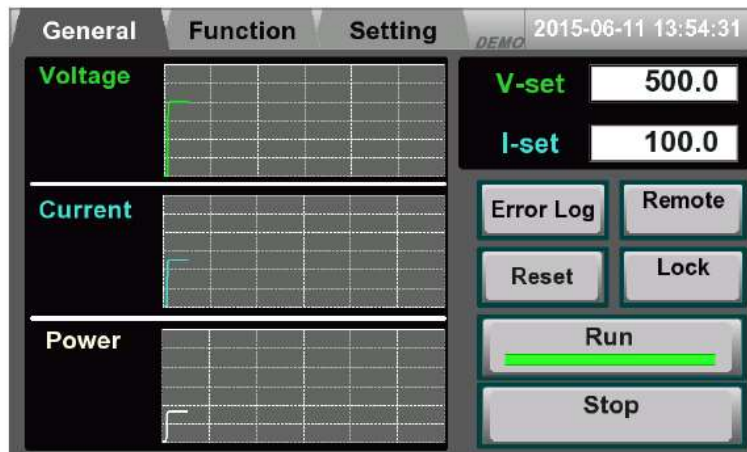 General Function Setting DEMO 2015-06-11 13:54:31
Voltage
V-set 500.0
I-set 100.0
Current
Error Log Remote
Reset Lock
Power
Run
Stop